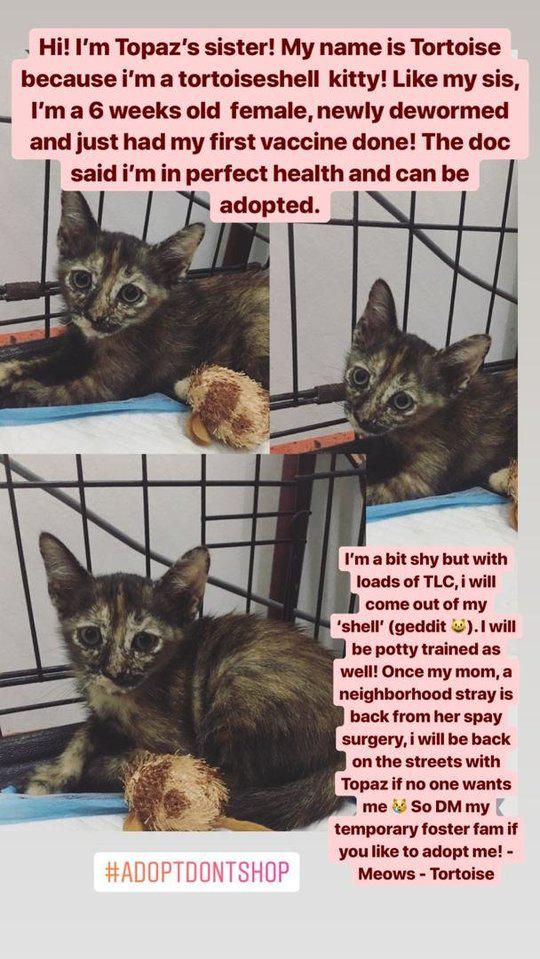 Hi! I'm Topaz's sister! My name is Tortoise
because i'm a tortoiseshell kitty! Like my sis,
I'm a 6 weeks old female, newly dewormed
and just had my first vaccine done! The doc
said i'm in perfect health and can be
adopted.
I'm a bit shy but with
loads of TLC, i will
come out of my
'shell' (geddit 😺). I will
be potty trained as
well! Once my mom, a
neighborhood stray is
back from her spay
surgery, i will be back
on the streets with
Topaz if no one wants
me 😿 So DM my
temporary foster fam if
you like to adopt me! -
Meows - Tortoise
#ADOPTDONTSHOP